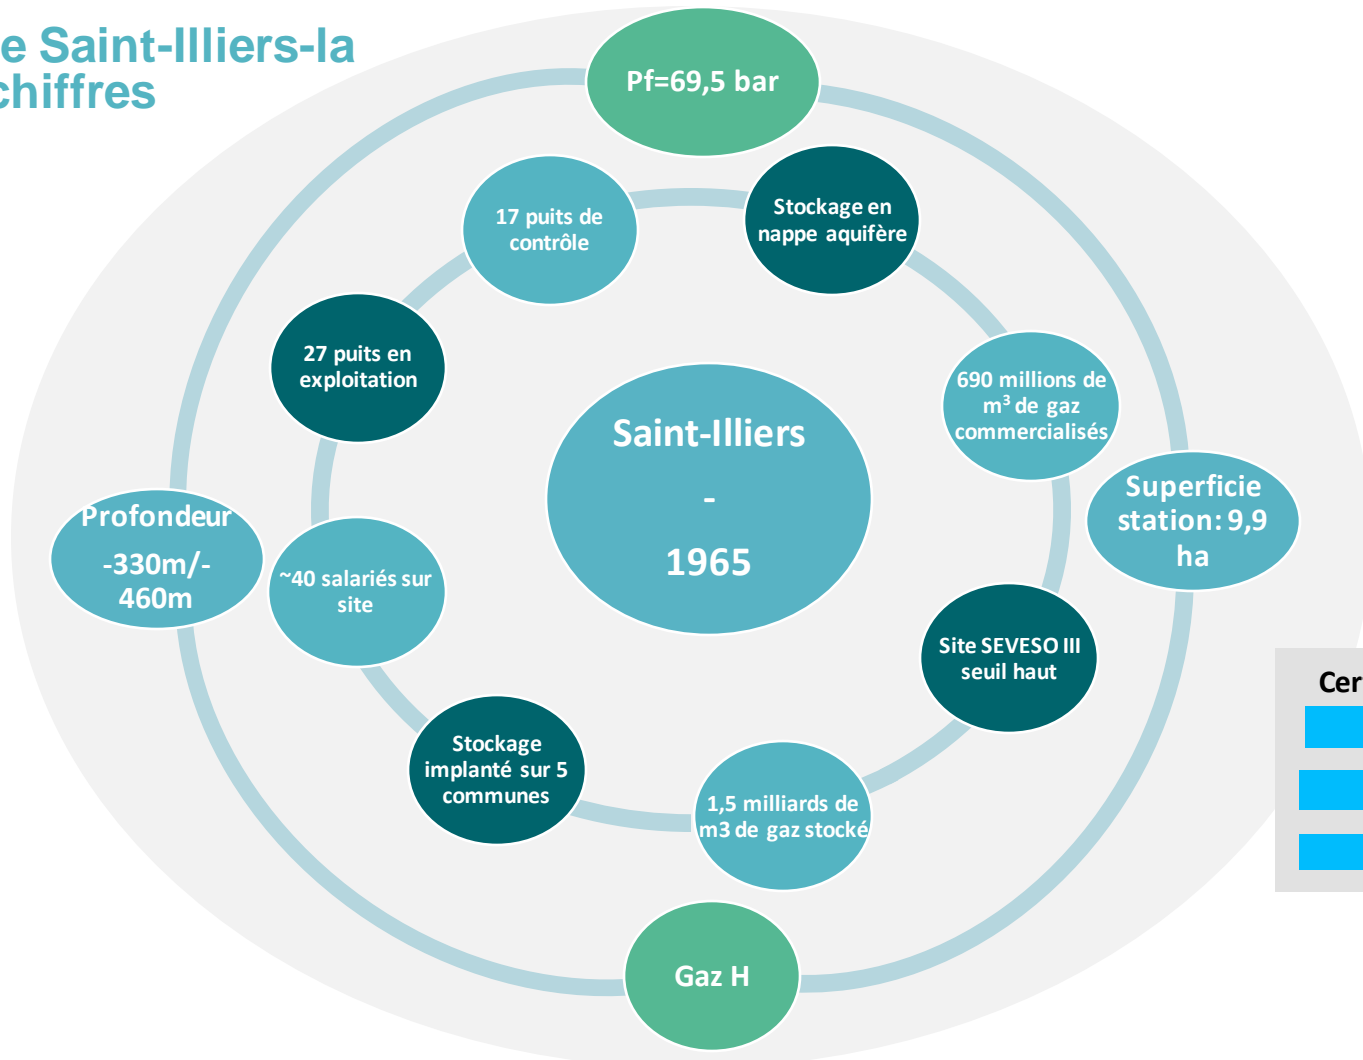 e Saint-Illiers-la
chiffres
Pf=69,5 bar
17 puits de
contrôle
Stockage en
nappe aquifère
27 puits en
exploitation
690 millions de
m³ de gaz
commercialisés
Saint-Illiers
-
1965
Superficie
station: 9,9
ha
Profondeur
-330m/-
460m
~40 salariés sur
site
Site SEVESO III
seuil haut
Stockage
implanté sur 5
communes
1,5 milliards de
m3 de gaz stocké
Gaz H
Cer